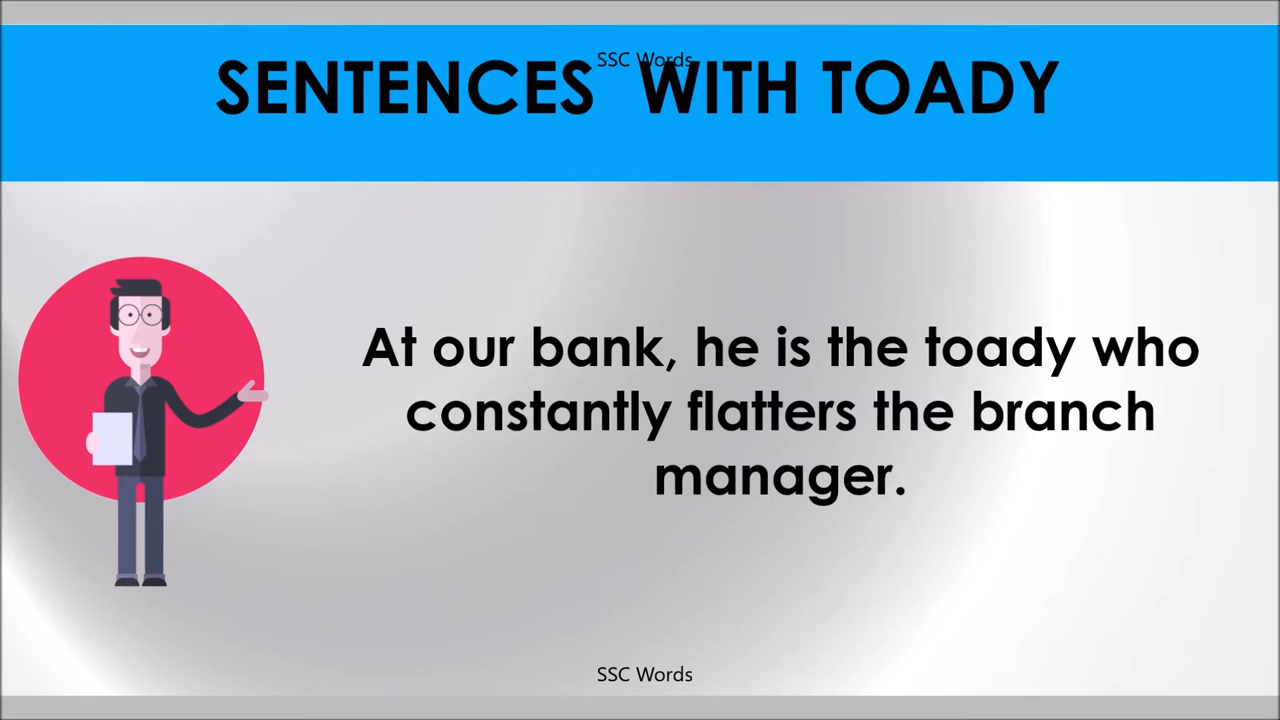 SSC Words
SENTENCES WITH TOADY
At our bank, he is the toady who
constantly flatters the branch
manager.
SSC Words